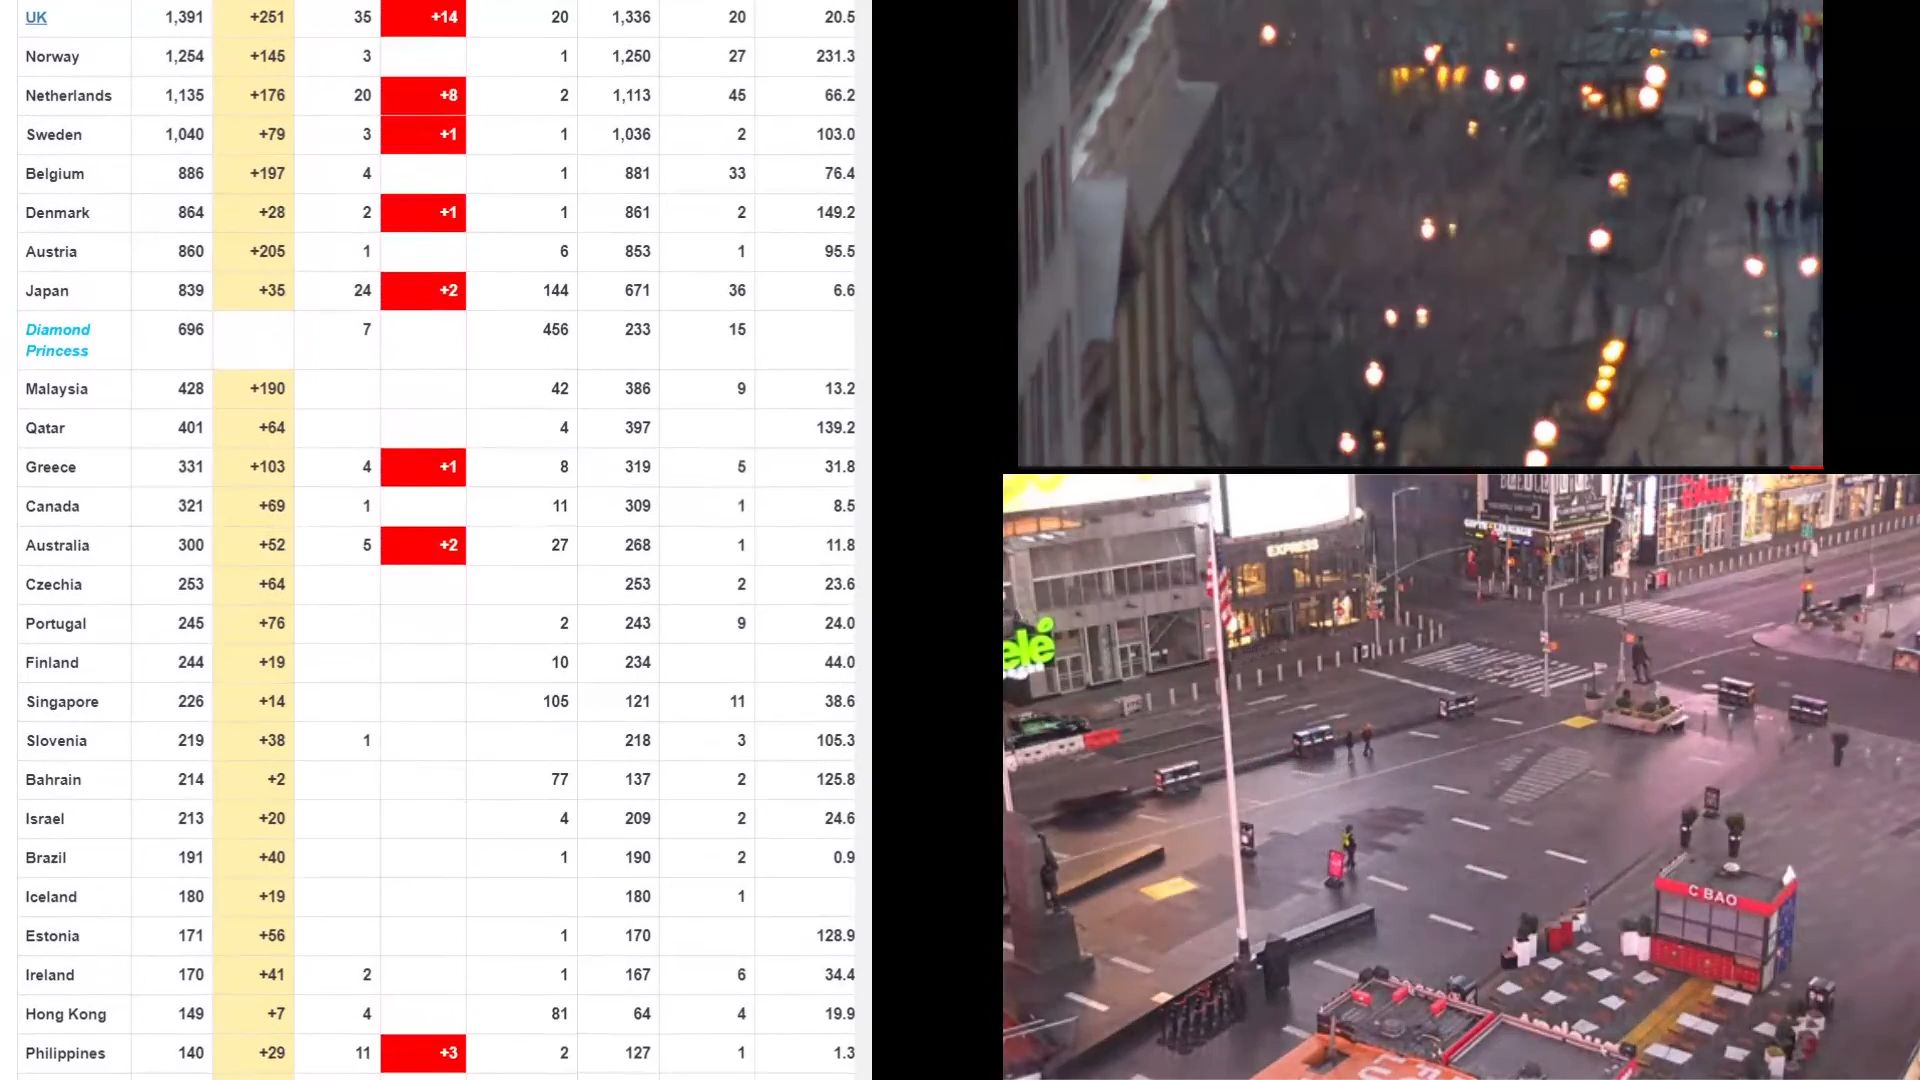 UK 1,391 +251 35 +14 20 1,336 20 20.5
Norway 1,254 +145 3 1 1,250 27 231.3
Netherlands 1,135 +176 20 +8 2 1,113 45 66.2
Sweden 1,040 +79 3 +1 1 1,036 2 103.0
Belgium 886 +197 4 1 881 33 76.4
Denmark 864 +28 2 +1 1 861 2 149.2
Austria 860 +205 1 6 853 1 95.5
Japan 839 +35 24 +2 144 671 36 6.6
Diamond 696 7 456 233 15
Princess
Malaysia 428 +190 42 386 9 13.2
Qatar 401 +64 4 397 139.2
Greece 331 +103 4 +1 8 319 5 31.8
Canada 321 +69 1 11 309 1 8.5
Australia 300 +52 5 +2 27 268 1 11.8
Czechia 253 +64 253 2 23.6
Portugal 245 +76 2 243 9 24.0
Finland 244 +19 10 234 44.0
Singapore 226 +14 105 121 11 38.6
Slovenia 219 +38 1 218 3 105.3
Bahrain 214 +2 77 137 2 125.8
Israel 213 +20 4 209 2 24.6
Brazil 191 +40 1 190 2 0.9
Iceland 180 +19 180 1
Estonia 171 +56 1 170 128.9
Ireland 170 +41 2 1 167 6 34.4
Hong Kong 149 +7 4 81 64 4 19.9
Philippines 140 +29 11 +3 2 127 1 1.3
EXPRESS
elé
C BAO